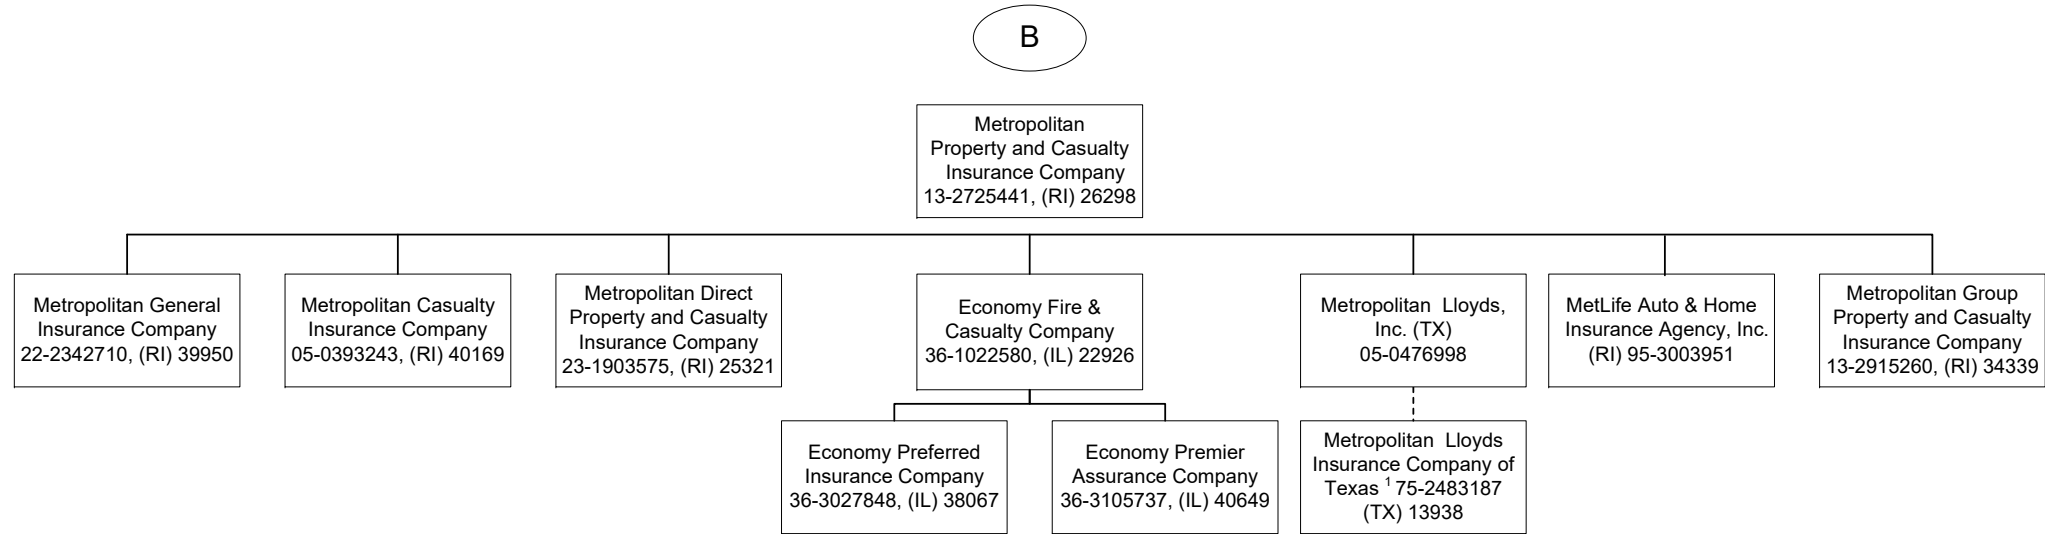 B
Metropolitan
Property and Casualty
Insurance Company
13-2725441, (RI) 26298
Metropolitan General
Insurance Company
22-2342710, (RI) 39950
Metropolitan Casualty
Insurance Company
05-0393243, (RI) 40169
Metropolitan Direct
Property and Casualty
Insurance Company
23-1903575, (RI) 25321
Economy Fire &
Casualty Company
36-1022580, (IL) 22926
Metropolitan Lloyds,
Inc. (TX)
05-0476998
MetLife Auto & Home
Insurance Agency, Inc.
(RI) 95-3003951
Metropolitan Group
Property and Casualty
Insurance Company
13-2915260, (RI) 34339
Economy Preferred
Insurance Company
36-3027848, (IL) 38067
Economy Premier
Assurance Company
36-3105737, (IL) 40649
Metropolitan Lloyds
Insurance Company of
Texas ¹ 75-2483187
(TX) 13938